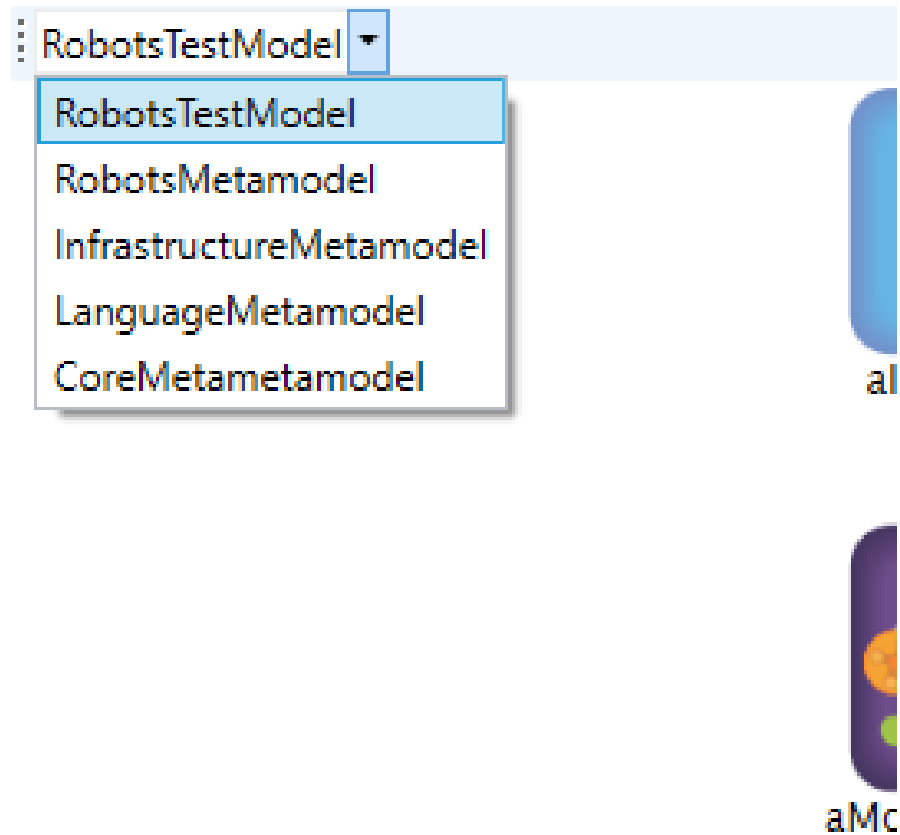 RobotsTestModel
RobotsTestModel
RobotsMetamodel
InfrastructureMetamodel
LanguageMetamodel
CoreMetametamodel